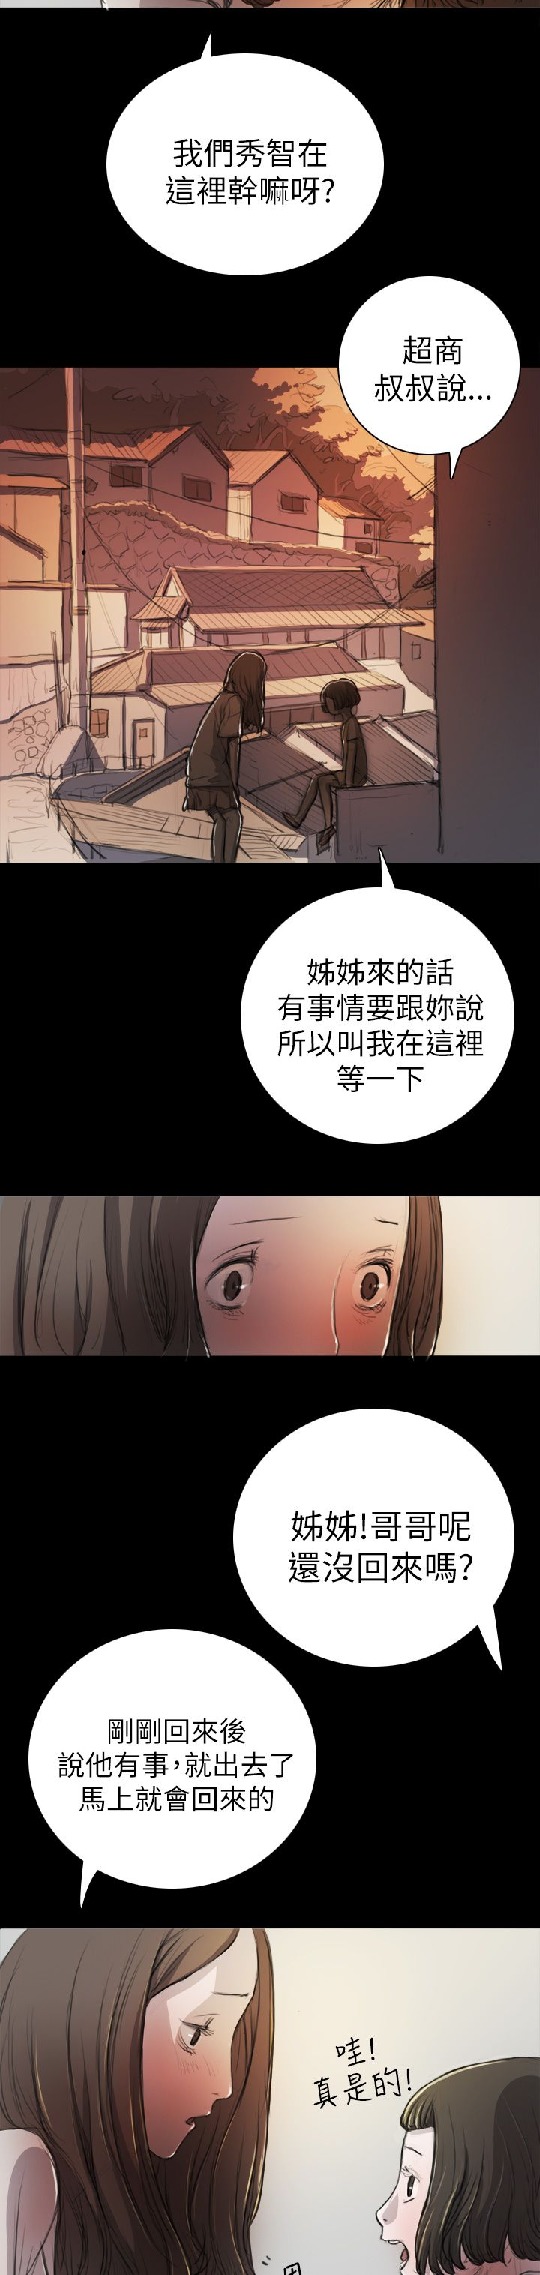 我們秀智在
這裡幹嘛呀?
超商
叔叔說...
姊姊來的話
有事情要跟妳說
所以叫我在這裡
等一下
姊姊!哥哥呢
還沒回來嗎?
剛剛回來後
說他有事,就出去了
馬上就會回來的
哇!
真是的!